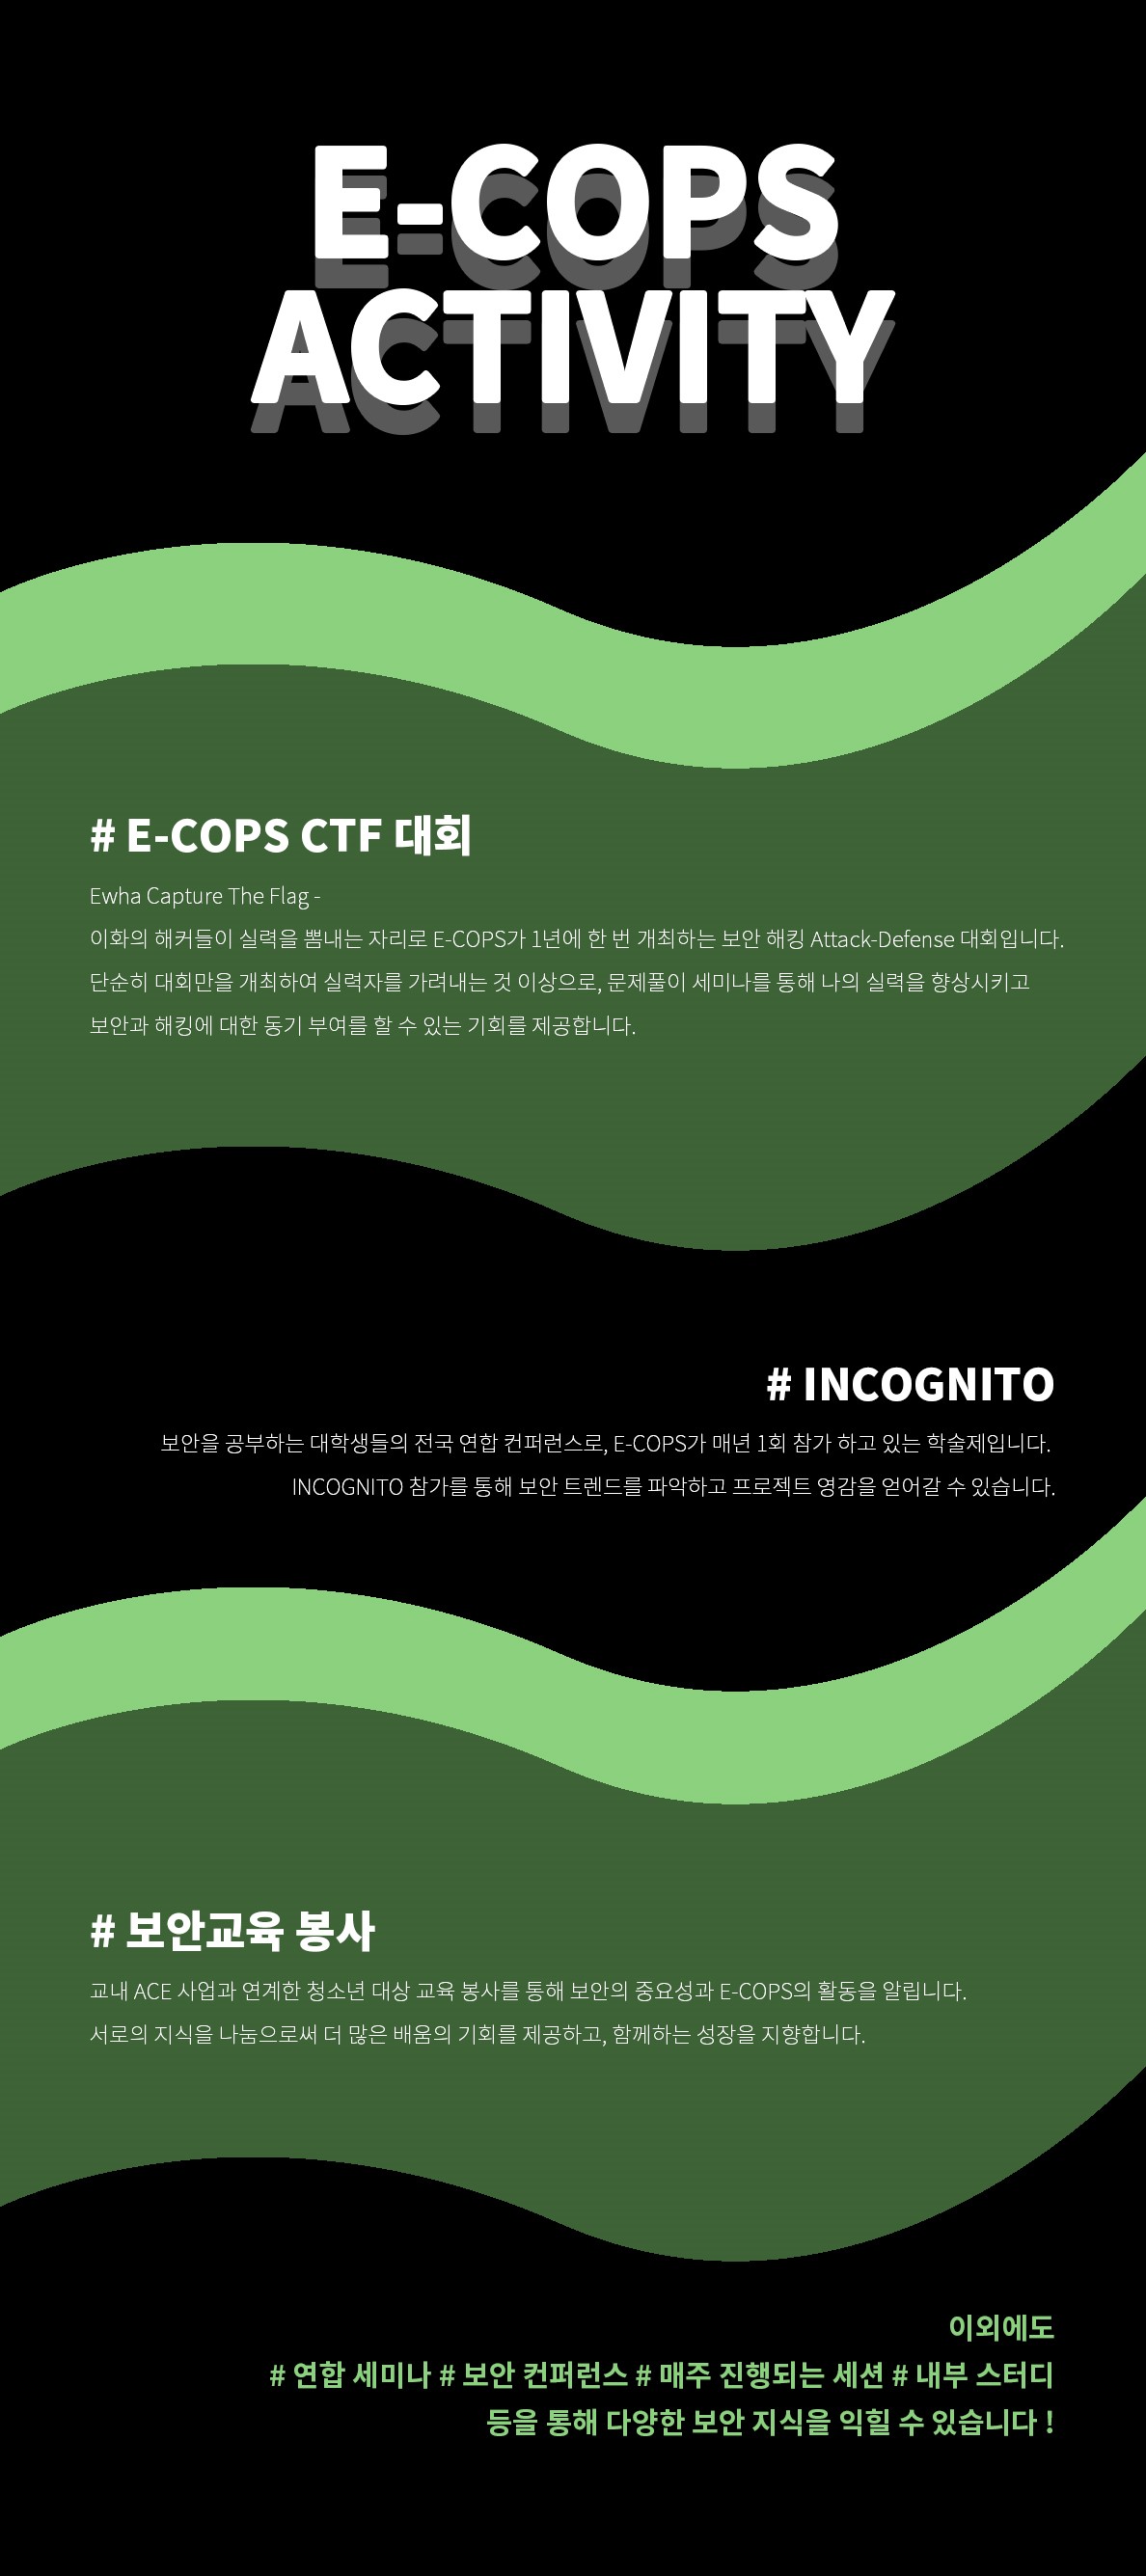 E-COPS
ACTIVITY
# E-COPS CTF 대회
Ewha Capture The Flag -
이화의 해커들이 실력을 뽐내는 자리로 E-COPS가 1년에 한 번 개최하는 보안 해킹 Attack-Defense 대회입니다.
단순히 대회만을 개최하여 실력자를 가려내는 것 이상으로, 문제풀이 세미나를 통해 나의 실력을 향상시키고
보안과 해킹에 대한 동기 부여를 할 수 있는 기회를 제공합니다.
# INCOGNITO
보안을 공부하는 대학생들의 전국 연합 컨퍼런스로, E-COPS가 매년 1회 참가 하고 있는 학술제입니다.
INCOGNITO 참가를 통해 보안 트렌드를 파악하고 프로젝트 영감을 얻어갈 수 있습니다.
# 보안교육 봉사
교내 ACE 사업과 연계한 청소년 대상 교육 봉사를 통해 보안의 중요성과 E-COPS의 활동을 알립니다.
서로의 지식을 나눔으로써 더 많은 배움의 기회를 제공하고, 함께하는 성장을 지향합니다.
이외에도
# 연합 세미나 # 보안 컨퍼런스 # 매주 진행되는 세션 # 내부 스터디
등을 통해 다양한 보안 지식을 익힐 수 있습니다 !